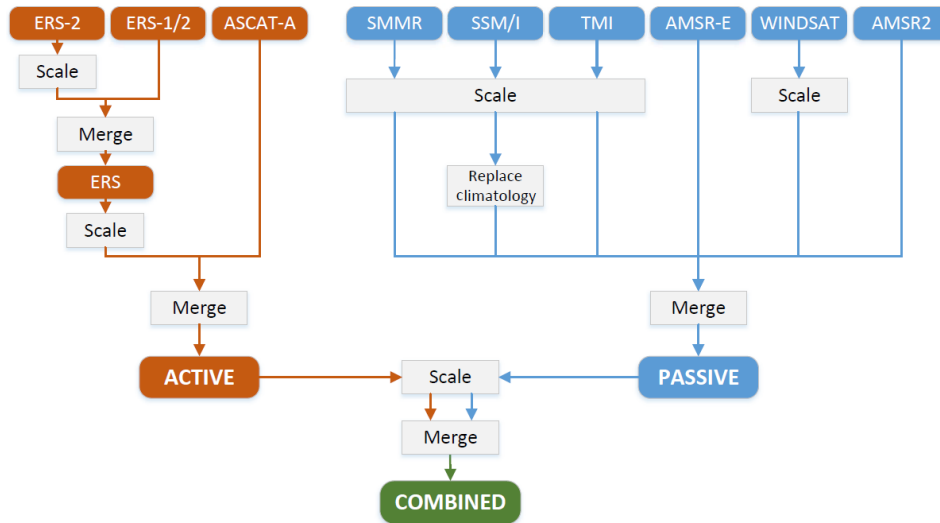 ERS-2 ERS-1/2 ASCAT-A SMMR SSM/I TMI AMSR-E WINDSAT AMSR2
Scale Scale Scale
Merge
ERS Replace
climatology
Scale
Merge Merge
ACTIVE Scale PASSIVE
Merge
COMBINED